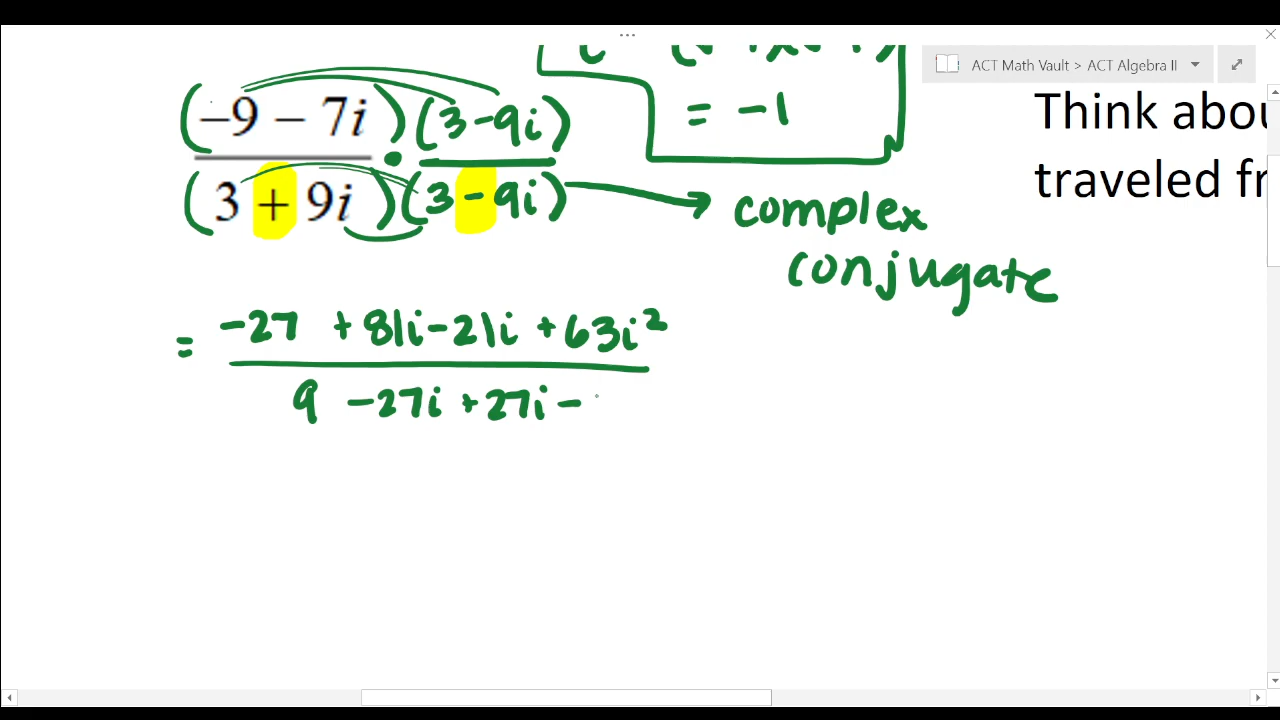 ACT Math Vault > ACT Algebra II
= -1
Think abou
traveled fr
(-9 - 7i) (3-9i)
(3 + 9i) (3-9i)
complex
conjugate
= -27 +81i-21i +63i²
9 -27i +27i -